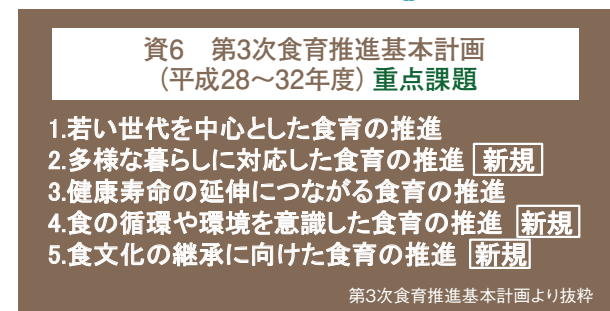 資6　第3次食育推進基本計画
(平成28～32年度) 重点課題
1.若い世代を中心とした食育の推進
2.多様な暮らしに対応した食育の推進 新規
3.健康寿命の延伸につながる食育の推進
4.食の循環や環境を意識した食育の推進 新規
5.食文化の継承に向けた食育の推進 新規
第3次食育推進基本計画より抜粋